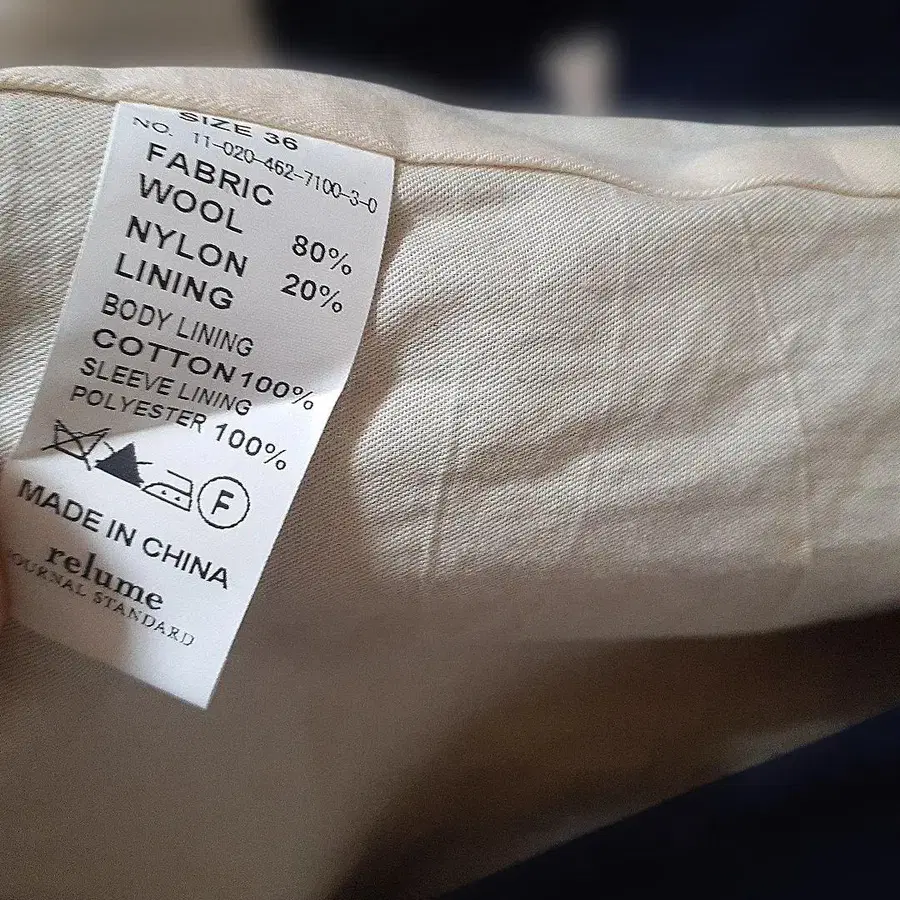 SIZE 36
NO. 11-020-462-7100-3-0
FABRIC
WOOL 80%
NYLON 20%
LINING
BODY LINING
COTTON 100%
SLEEVE LINING
POLYESTER 100%
F
MADE IN CHINA
relume
JOURNAL STANDARD